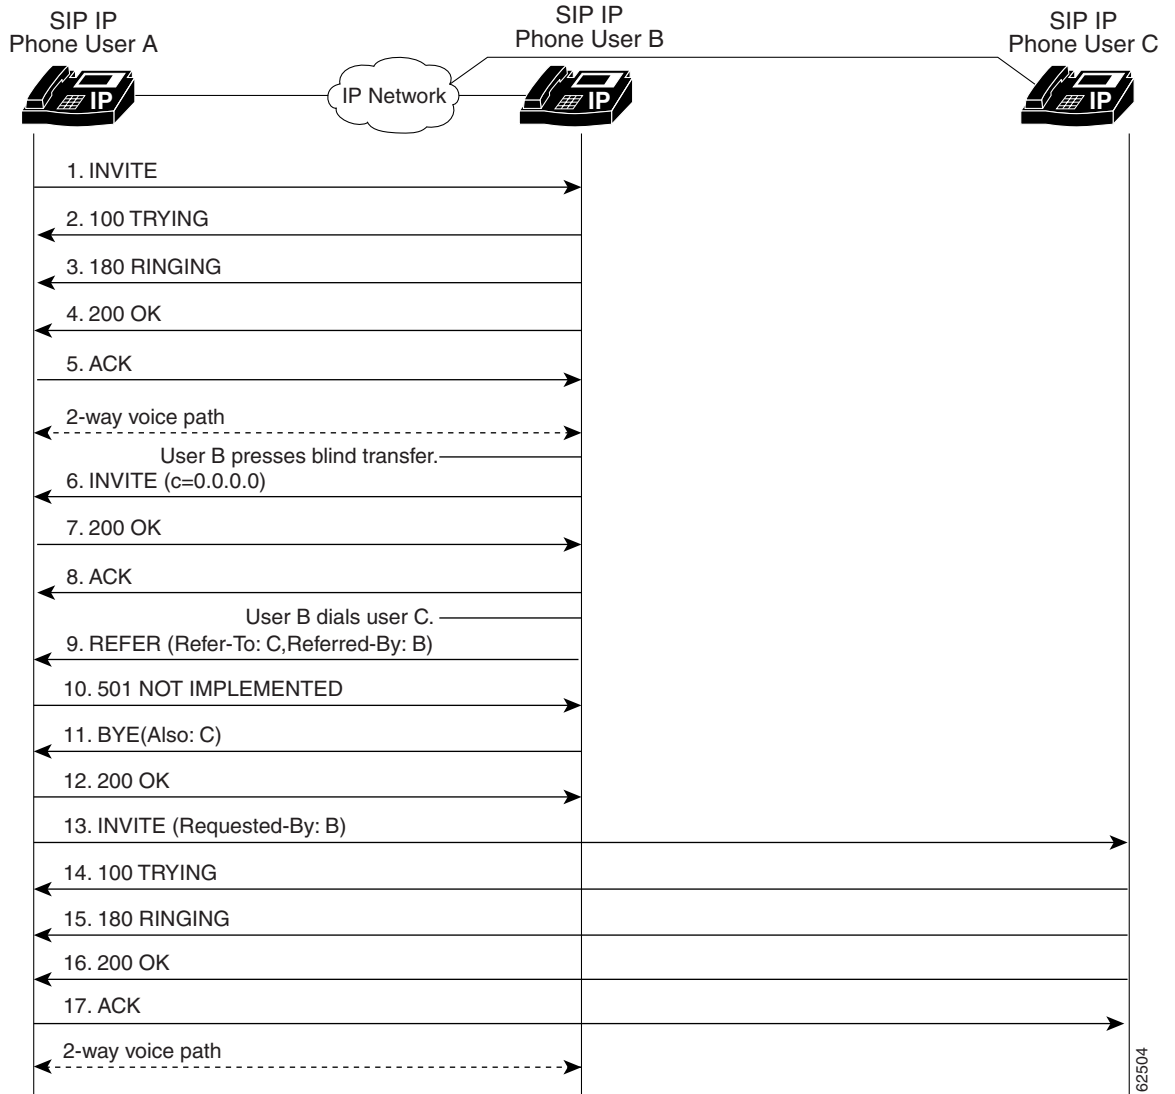 SIP IP
Phone User A
SIP IP
Phone User B
SIP IP
Phone User C
IP
IP Network
IP
IP
1. INVITE
2. 100 TRYING
3. 180 RINGING
4. 200 OK
5. ACK
2-way voice path
User B presses blind transfer.
6. INVITE (c=0.0.0.0)
7. 200 OK
8. ACK
User B dials user C.
9. REFER (Refer-To: C,Referred-By: B)
10. 501 NOT IMPLEMENTED
11. BYE(Also: C)
12. 200 OK
13. INVITE (Requested-By: B)
14. 100 TRYING
15. 180 RINGING
16. 200 OK
17. ACK
2-way voice path
62504